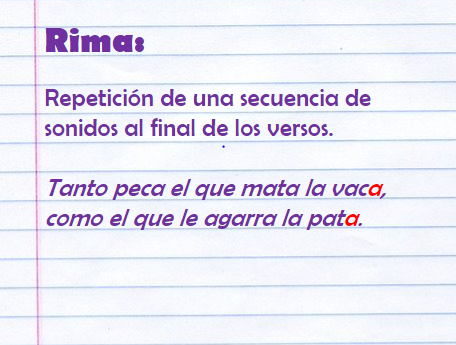 Rima:
Repetición de una secuencia de
sonidos al final de los versos.
Tanto peca el que mata la vaca,
como el que le agarra la pata.